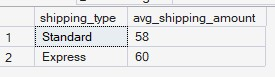 shipping_type avg_shipping_amount
1 Standard 58
2 Express 60